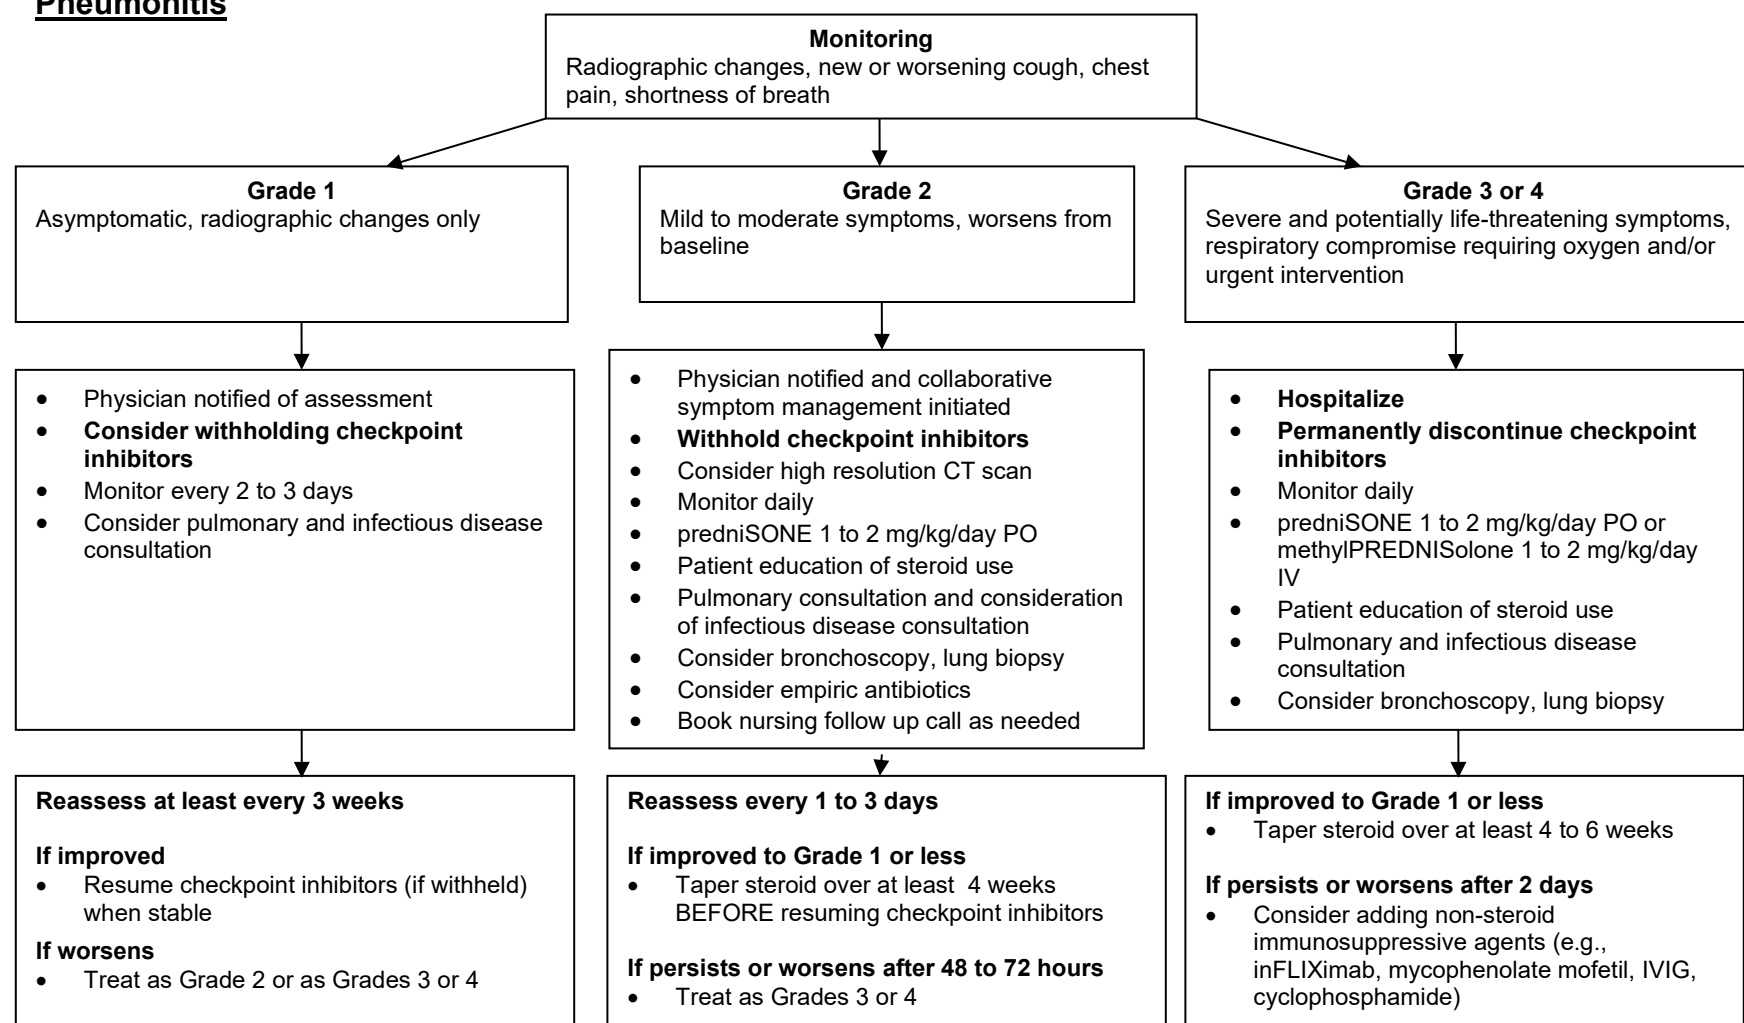 Pneumonitis
Monitoring
Radiographic changes, new or worsening cough, chest
pain, shortness of breath
Grade 1
Asymptomatic, radiographic changes only
Grade 2
Mild to moderate symptoms, worsens from
baseline
Grade 3 or 4
Severe and potentially life-threatening symptoms,
respiratory compromise requiring oxygen and/or
urgent intervention
• Physician notified of assessment
• Consider withholding checkpoint
inhibitors
• Monitor every 2 to 3 days
• Consider pulmonary and infectious disease
consultation
• Physician notified and collaborative
symptom management initiated
• Withhold checkpoint inhibitors
• Consider high resolution CT scan
• Monitor daily
• predniSONE 1 to 2 mg/kg/day PO
• Patient education of steroid use
• Pulmonary consultation and consideration
of infectious disease consultation
• Consider bronchoscopy, lung biopsy
• Consider empiric antibiotics
• Book nursing follow up call as needed
• Hospitalize
• Permanently discontinue checkpoint
inhibitors
• Monitor daily
• predniSONE 1 to 2 mg/kg/day PO or
methylPREDNISolone 1 to 2 mg/kg/day
IV
• Patient education of steroid use
• Pulmonary and infectious disease
consultation
• Consider bronchoscopy, lung biopsy
Reassess at least every 3 weeks
If improved
• Resume checkpoint inhibitors (if withheld)
when stable
If worsens
• Treat as Grade 2 or as Grades 3 or 4
Reassess every 1 to 3 days
If improved to Grade 1 or less
• Taper steroid over at least 4 weeks
BEFORE resuming checkpoint inhibitors
If persists or worsens after 48 to 72 hours
• Treat as Grades 3 or 4
If improved to Grade 1 or less
• Taper steroid over at least 4 to 6 weeks
If persists or worsens after 2 days
• Consider adding non-steroid
immunosuppressive agents (e.g.,
inFLIXimab, mycophenolate mofetil, IVIG,
cyclophosphamide)